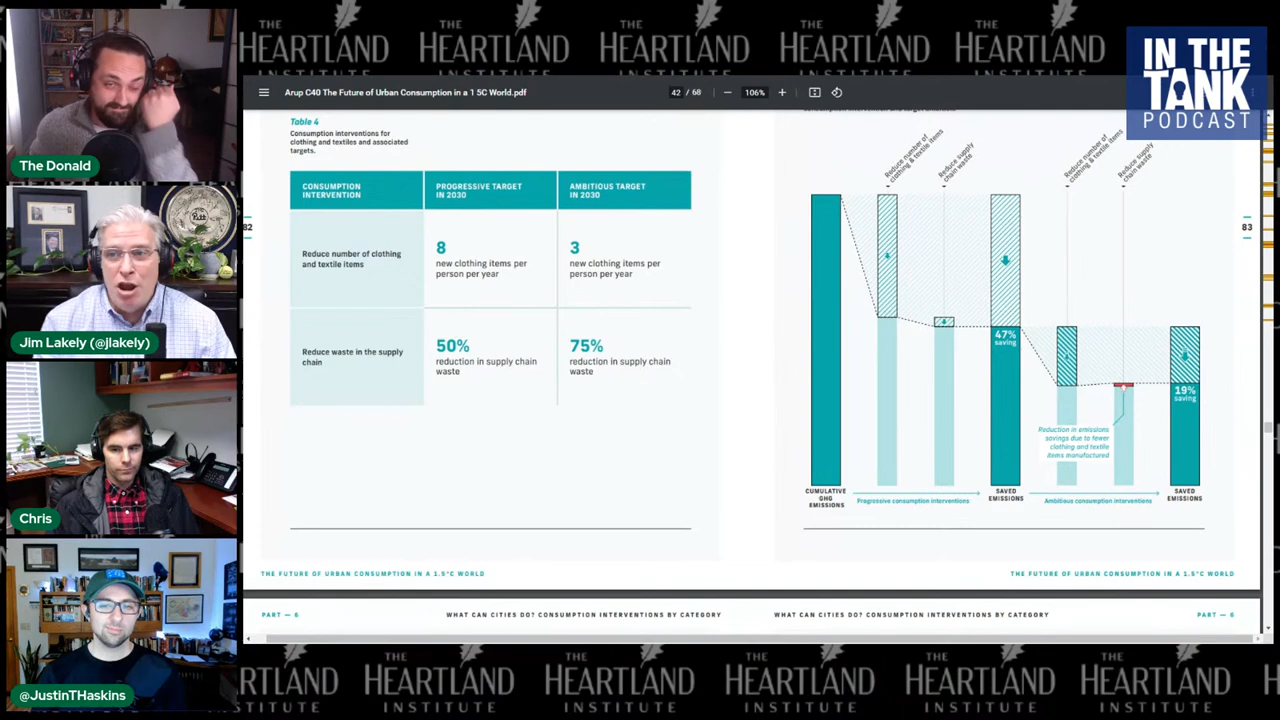 THE
HEARTLAND
INSTITUTE
IN THE
TANK
PODCAST
The Donald
Jim Lakely (@jlakely)
Chris
@JustinTHaskins
Arup C40 The Future of Urban Consumption in a 1 5C World.pdf
42 / 68
106%
Table 4
Consumption interventions for
clothing and textiles and associated
targets.
82
CONSUMPTION
INTERVENTION
PROGRESSIVE TARGET
IN 2030
AMBITIOUS TARGET
IN 2030
Reduce number of clothing
and textile items
8
new clothing items per
person per year
3
new clothing items per
person per year
Reduce waste in the supply
chain
50%
reduction in supply chain
waste
75%
reduction in supply chain
waste
Reduce number of
clothing & textile items
Reduce supply
chain waste
Reduce number of
clothing & textile items
Reduce supply
chain waste
83
47%
saving
19%
saving
Reduction in emissions
savings due to fewer
clothing and textile
items manufactured
CUMULATIVE
GHG
EMISSIONS
Progressive consumption interventions
SAVED
EMISSIONS
Ambitious consumption interventions
SAVED
EMISSIONS
THE FUTURE OF URBAN CONSUMPTION IN A 1.5°C WORLD
THE FUTURE OF URBAN CONSUMPTION IN A 1.5°C WORLD
PART — 6
WHAT CAN CITIES DO? CONSUMPTION INTERVENTIONS BY CATEGORY
WHAT CAN CITIES DO? CONSUMPTION INTERVENTIONS BY CATEGORY
PART — 6
THE
HEARTLAND
INSTITUTE